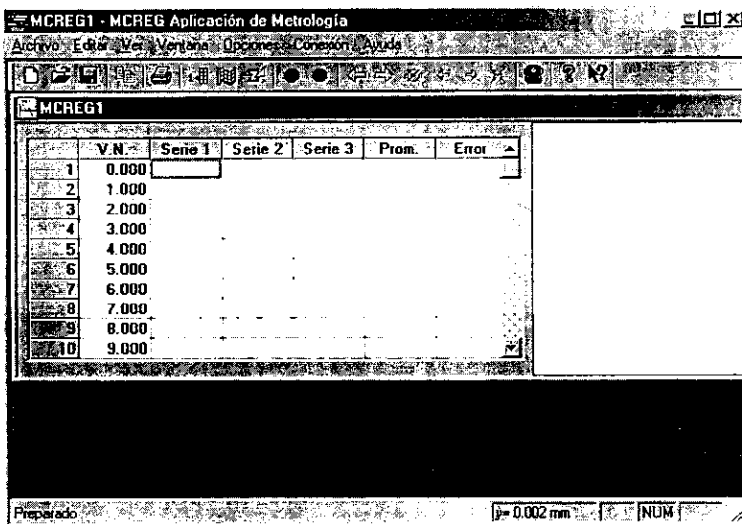 MCREG1 - MCREG Aplicación de Metrología
Archivo Editar Ver Ventana Opciones Conexión Ayuda
MCREG1
V.N. Serie 1 Serie 2 Serie 3 Prom. Error
1 0.000
2 1.000
3 2.000
4 3.000
5 4.000
6 5.000
7 6.000
8 7.000
9 8.000
10 9.000
Preparado 0.002 mm NUM